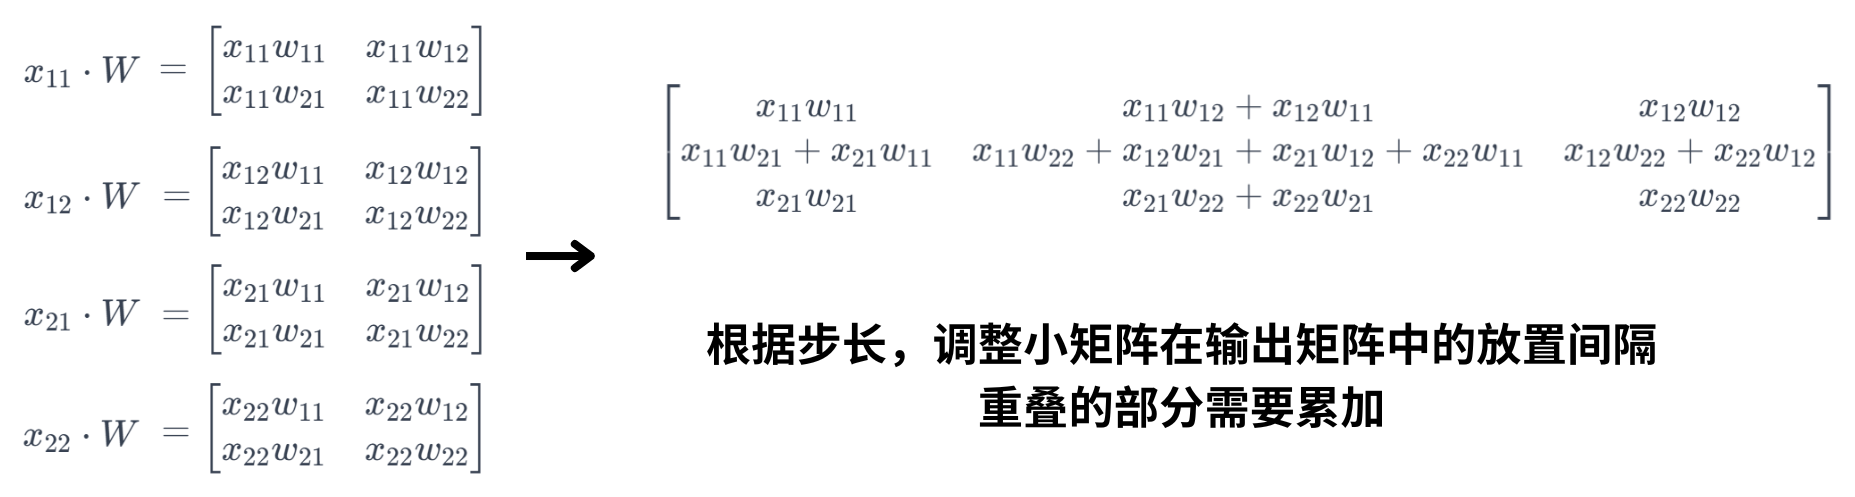 x₁₁ · W = [x₁₁w₁₁ x₁₁w₁₂
x₁₁w₂₁ x₁₁w₂₂]
x₁₂ · W = [x₁₂w₁₁ x₁₂w₁₂
x₁₂w₂₁ x₁₂w₂₂]
x₂₁ · W = [x₂₁w₁₁ x₂₁w₁₂
x₂₁w₂₁ x₂₁w₂₂]
x₂₂ · W = [x₂₂w₁₁ x₂₂w₁₂
x₂₂w₂₁ x₂₂w₂₂]
→
[x₁₁w₁₁ x₁₁w₁₂ + x₁₂w₁₁ x₁₂w₁₂
x₁₁w₂₁ + x₂₁w₁₁ x₁₁w₂₂ + x₁₂w₂₁ + x₂₁w₁₂ + x₂₂w₁₁ x₁₂w₂₂ + x₂₂w₁₂
x₂₁w₂₁ x₂₁w₂₂ + x₂₂w₂₁ x₂₂w₂₂]
根据步长，调整小矩阵在输出矩阵中的放置间隔
重叠的部分需要累加